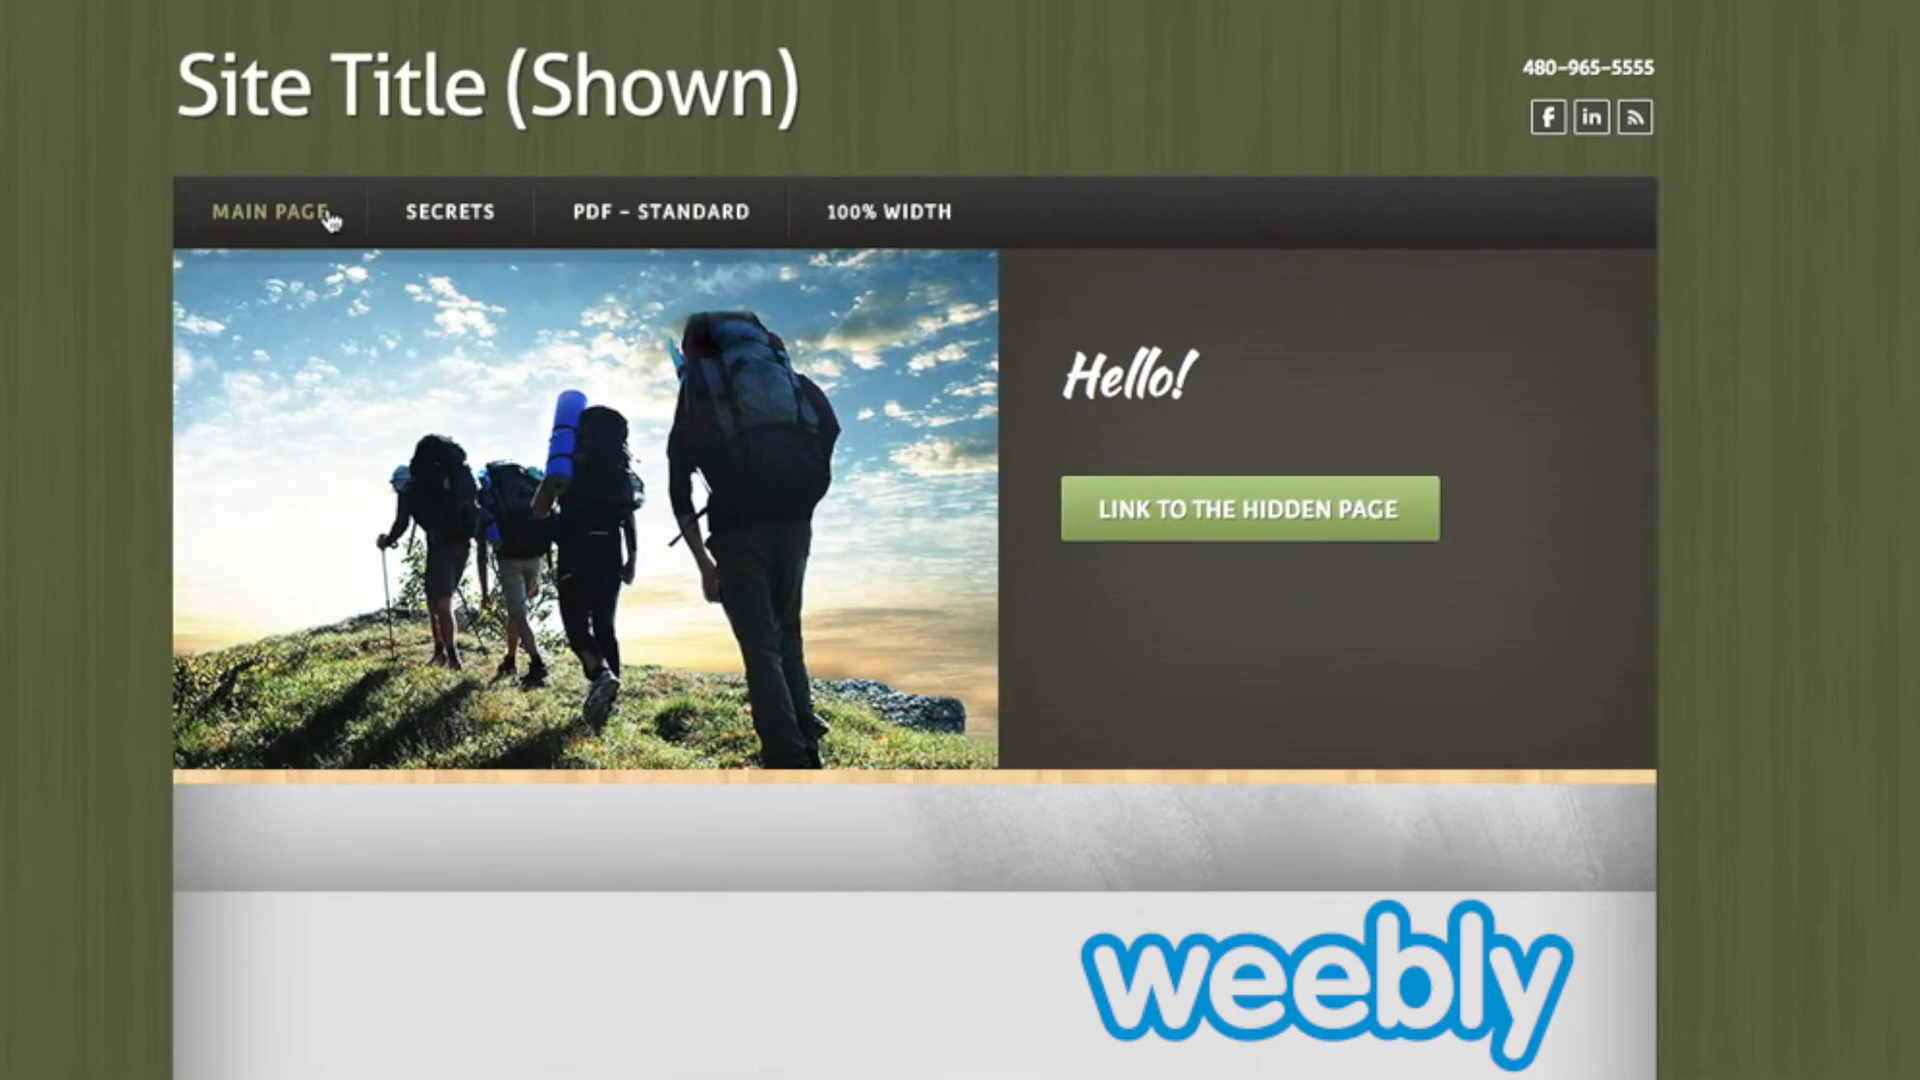 Site Title (Shown)
480-965-5555
MAIN PAGE
SECRETS
PDF - STANDARD
100% WIDTH
Hello!
LINK TO THE HIDDEN PAGE
weebly